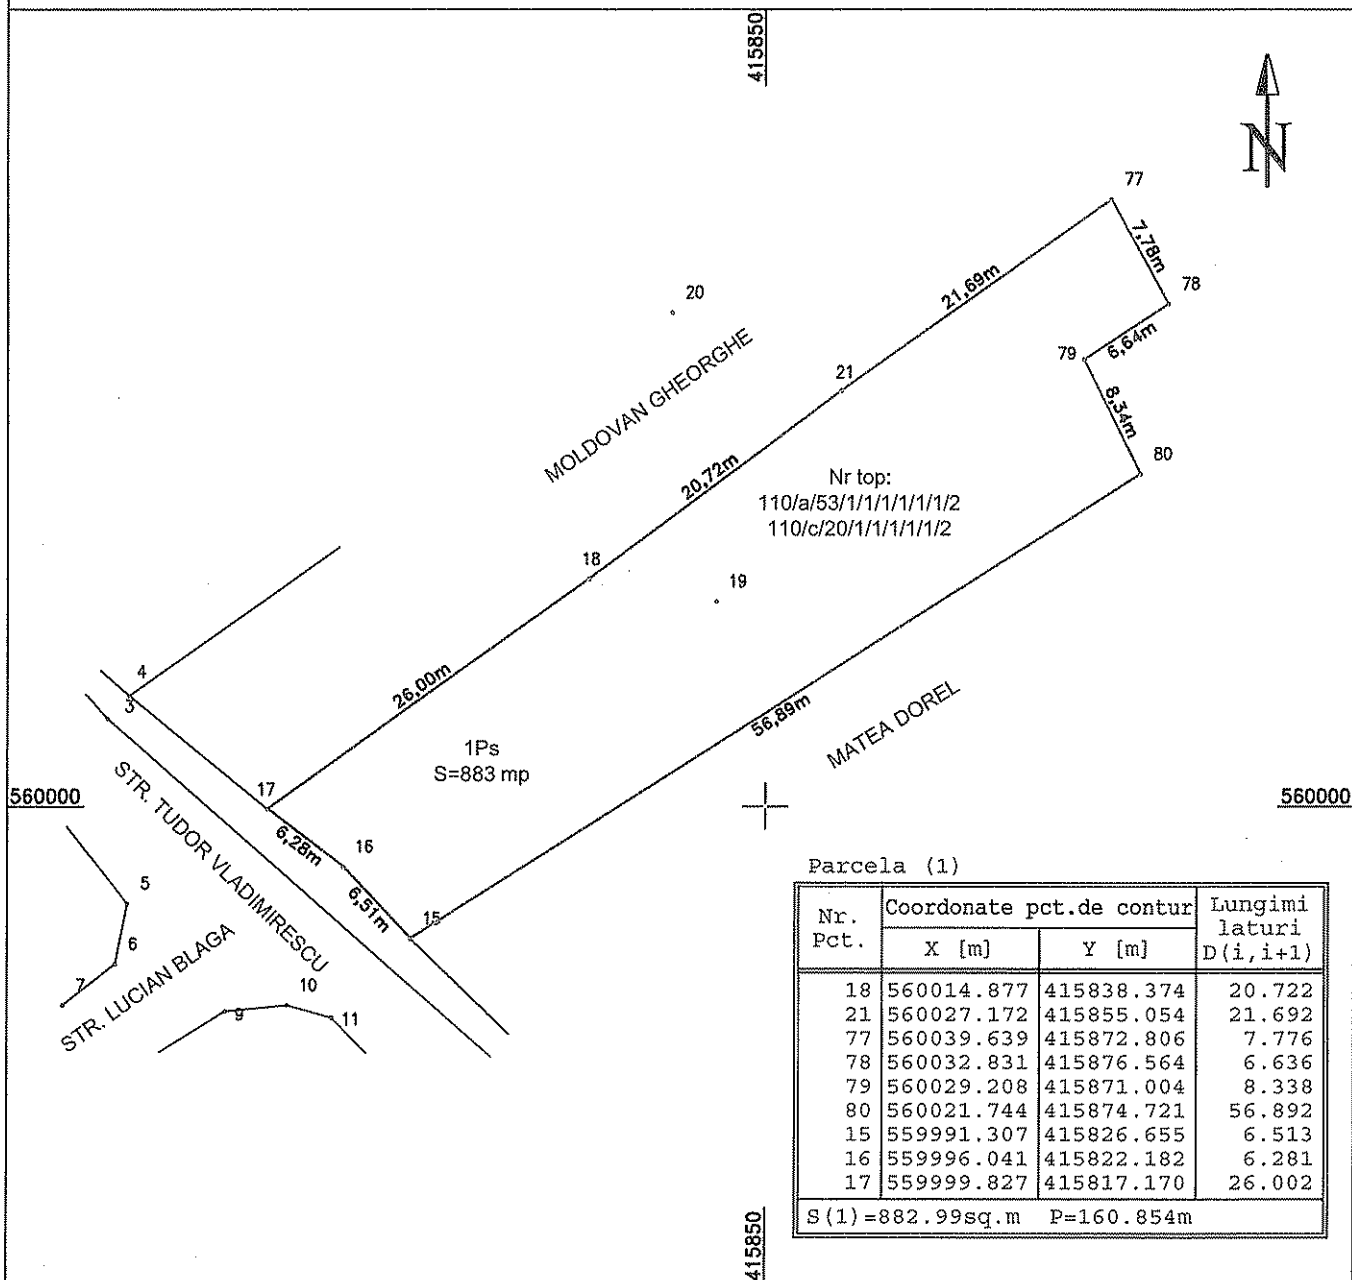 415850
N
77
7,78m
78
21,69m
20
6,64m
79
MOLDOVAN GHEORGHE
21
8,34m
80
20,72m
Nr top:
110/a/53/1/1/1/1/1/1/2
110/c/20/1/1/1/1/1/2
18
19
4
3
26,00m
56,89m
MATEA DOREL
1Ps
S=883 mp
17
560000
560000
STR. TUDOR VLADIMIRESCU
6,28m
16
6,51m
15
5
6
7
STR. LUCIAN BLAGA
10
9
11
Parcela (1)
Nr. Pct. Coordonate pct.de contur Lungimi laturi D(i,i+1)
X [m] Y [m]
18 560014.877 415838.374 20.722
21 560027.172 415855.054 21.692
77 560039.639 415872.806 7.776
78 560032.831 415876.564 6.636
79 560029.208 415871.004 8.338
80 560021.744 415874.721 56.892
15 559991.307 415826.655 6.513
16 559996.041 415822.182 6.281
17 559999.827 415817.170 26.002
S(1)=882.99sq.m P=160.854m
415850